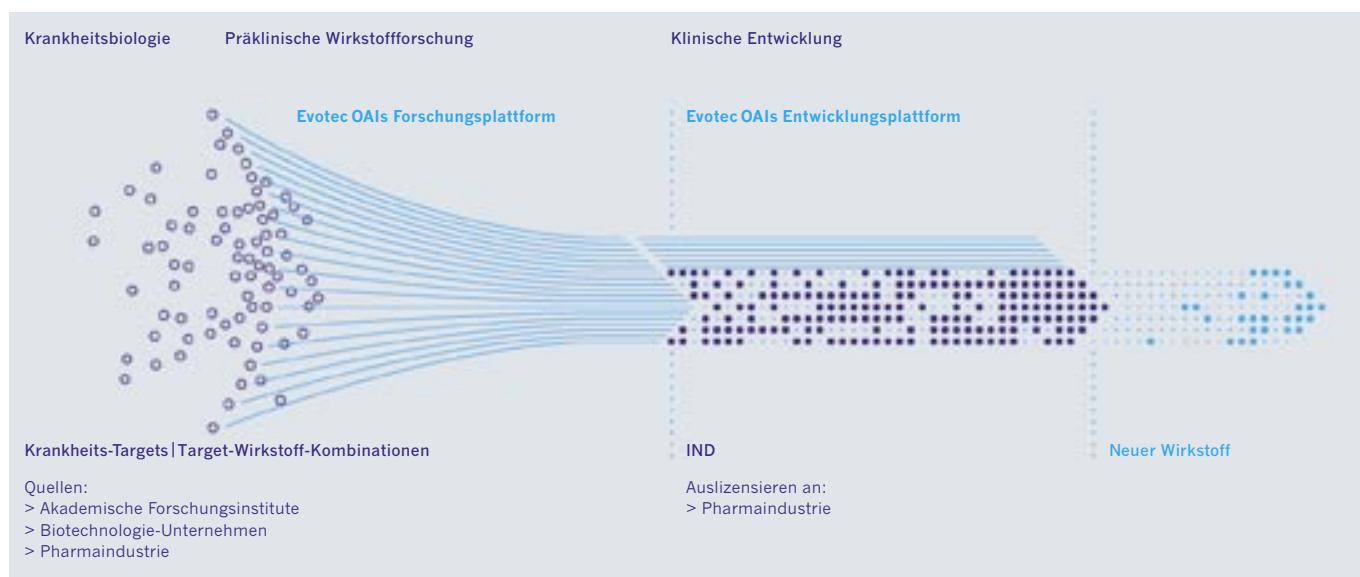 Krankheitsbiologie
Präklinische Wirkstoffforschung
Klinische Entwicklung
Evotec OAIs Forschungsplattform
Evotec OAIs Entwicklungsplattform
Krankheits-Targets|Target-Wirkstoff-Kombinationen
Quellen:
> Akademische Forschungsinstitute
> Biotechnologie-Unternehmen
> Pharmaindustrie
IND
Auslizensieren an:
> Pharmaindustrie
Neuer Wirkstoff